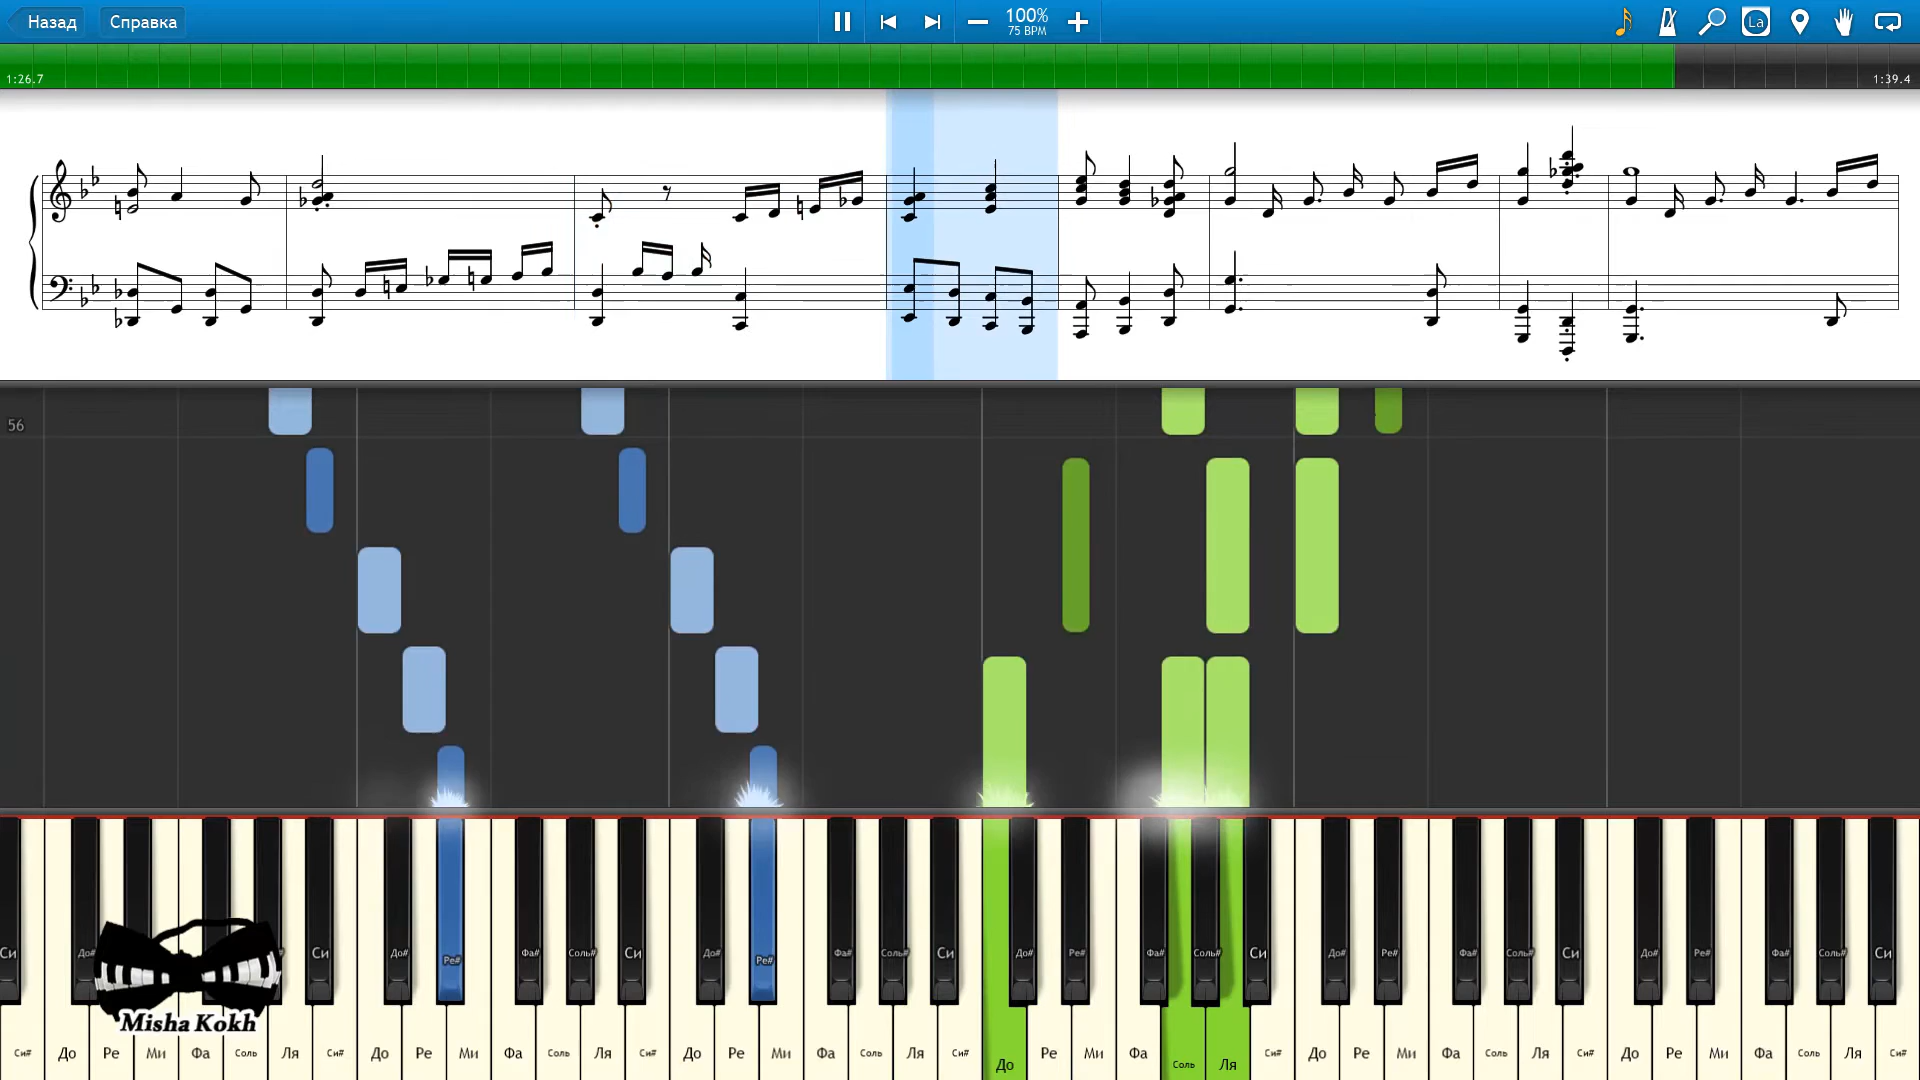 Назад Справка 100% La
75 BPM
1:26.7 1:39.4
56
Си До# Си До# Ре# Фа# Соль# Си До# Ре# Фа# Соль# Си До# Ре# Фа# Соль# Си До# Ре# Фа# Соль# Си До# Ре# Фа# Соль# Си
Misha Kokh
Си# До Ре Ми Фа Соль Ля Си# До Ре Ми Фа Соль Ля Си# До Ре Ми Фа Соль Ля Си# До Ре Ми Фа Соль Ля Си# До Ре Ми Фа Соль Ля Си# До Ре Ми Фа Соль Ля Си#